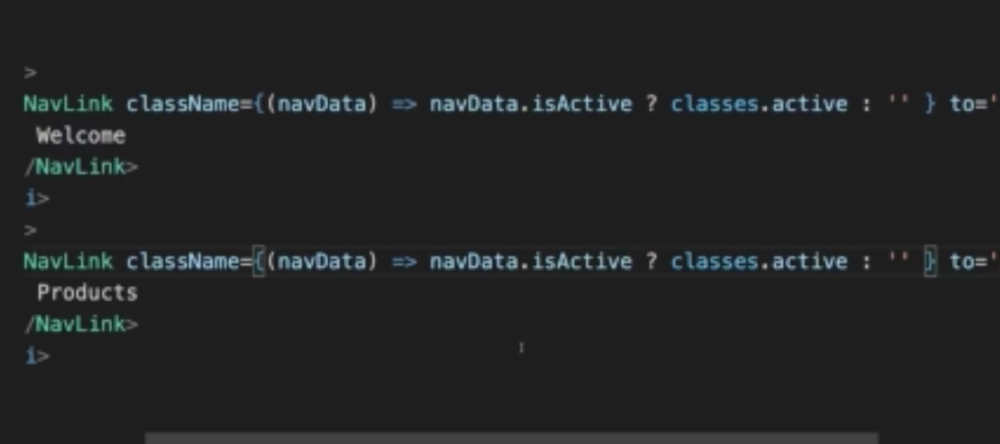 >
NavLink className={(navData) => navData.isActive ? classes.active : '' } to='
Welcome
/NavLink>
i>
>
NavLink className={(navData) => navData.isActive ? classes.active : '' } to='
Products
/NavLink>
i>